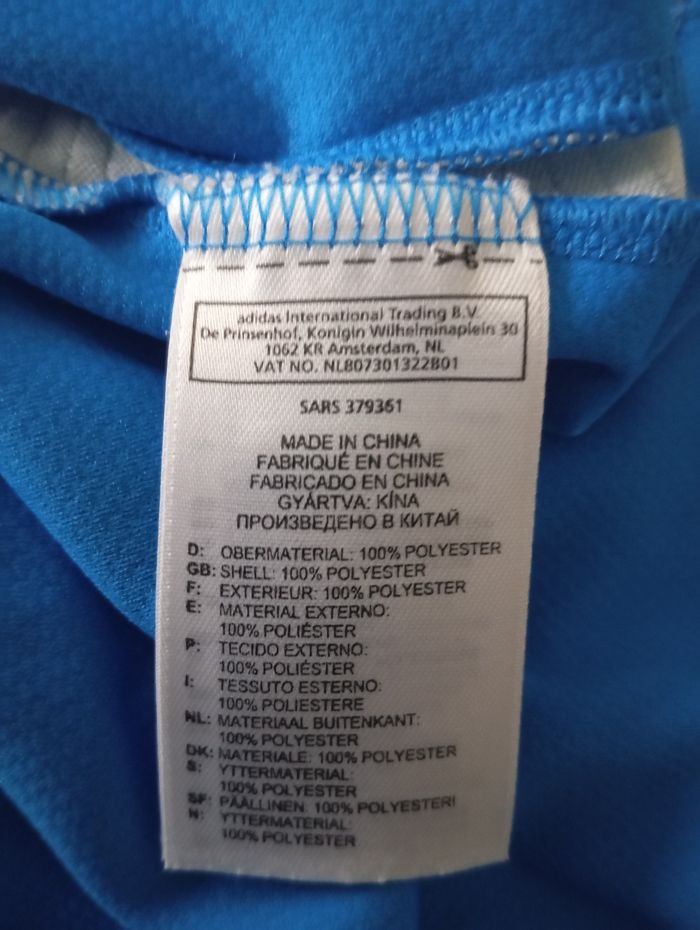 adidas International Trading B.V.
De Prinsenhof, Konigin Wilhelminaplein 30
1062 KR Amsterdam, NL
VAT NO. NL807301322B01
SARS 379361
MADE IN CHINA
FABRIQUÉ EN CHINE
FABRICADO EN CHINA
GYÁRTVA: KÍNA
ПРОИЗВЕДЕНО В КИТАЙ
D: OBERMATERIAL: 100% POLYESTER
GB: SHELL: 100% POLYESTER
F: EXTERIEUR: 100% POLYESTER
E: MATERIAL EXTERNO:
100% POLIÉSTER
P: TECIDO EXTERNO:
100% POLIÉSTER
I: TESSUTO ESTERNO:
100% POLIESTERE
NL: MATERIAAL BUITENKANT:
100% POLYESTER
DK: MATERIALE: 100% POLYESTER
S: YTTERMATERIAL:
100% POLYESTER
SF: PÄÄLLINEN: 100% POLYESTERI
N: YTTERMATERIAL:
100% POLYESTER